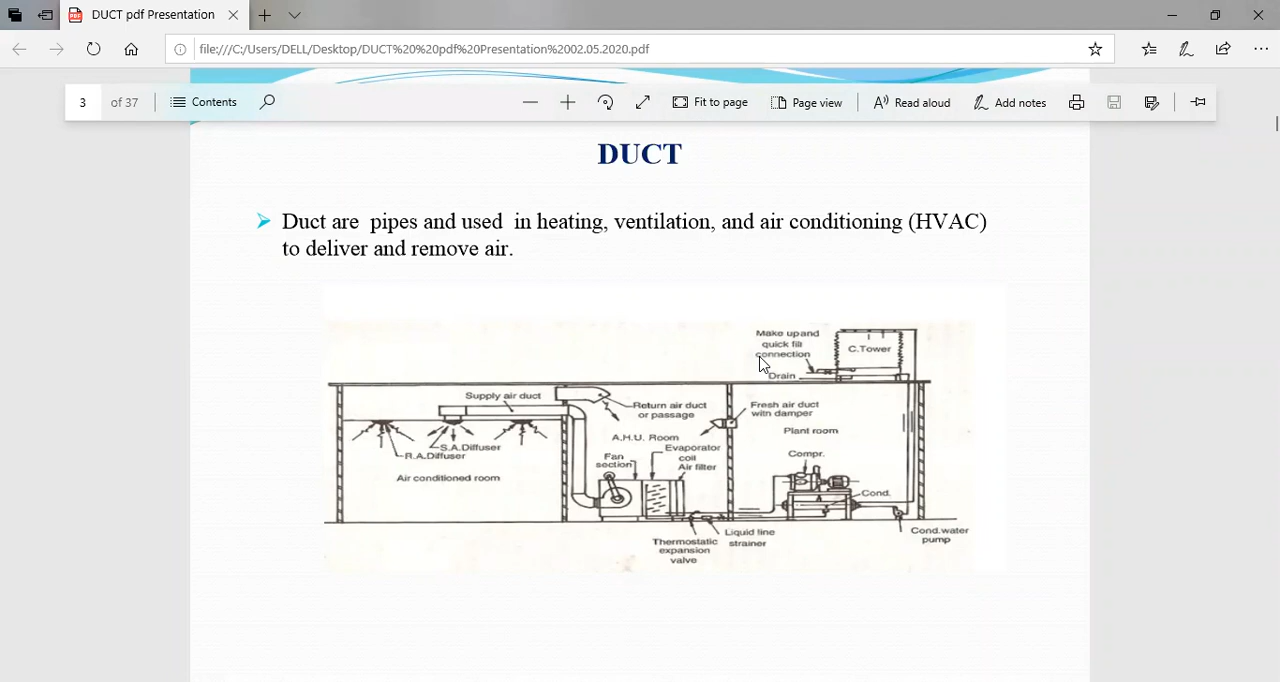 DUCT pdf Presentation
file:///C:/Users/DELL/Desktop/DUCT%20%20pdf%20Presentation%2002.05.2020.pdf
3 of 37
Contents
Fit to page
Page view
Read aloud
Add notes
DUCT
Duct are pipes and used in heating, ventilation, and air conditioning (HVAC)
to deliver and remove air.
Make up and
quick fill
connection
C.Tower
Drain
Supply air duct
Return air duct
or passage
Fresh air duct
with damper
S.A.Diffuser
R.A.Diffuser
Air conditioned room
A.H.U. Room
Fan
section
Evaporator
coil
Air filter
Plant room
Compr.
Cond.
Thermostatic
expansion
valve
Liquid line
strainer
Cond.water
pump